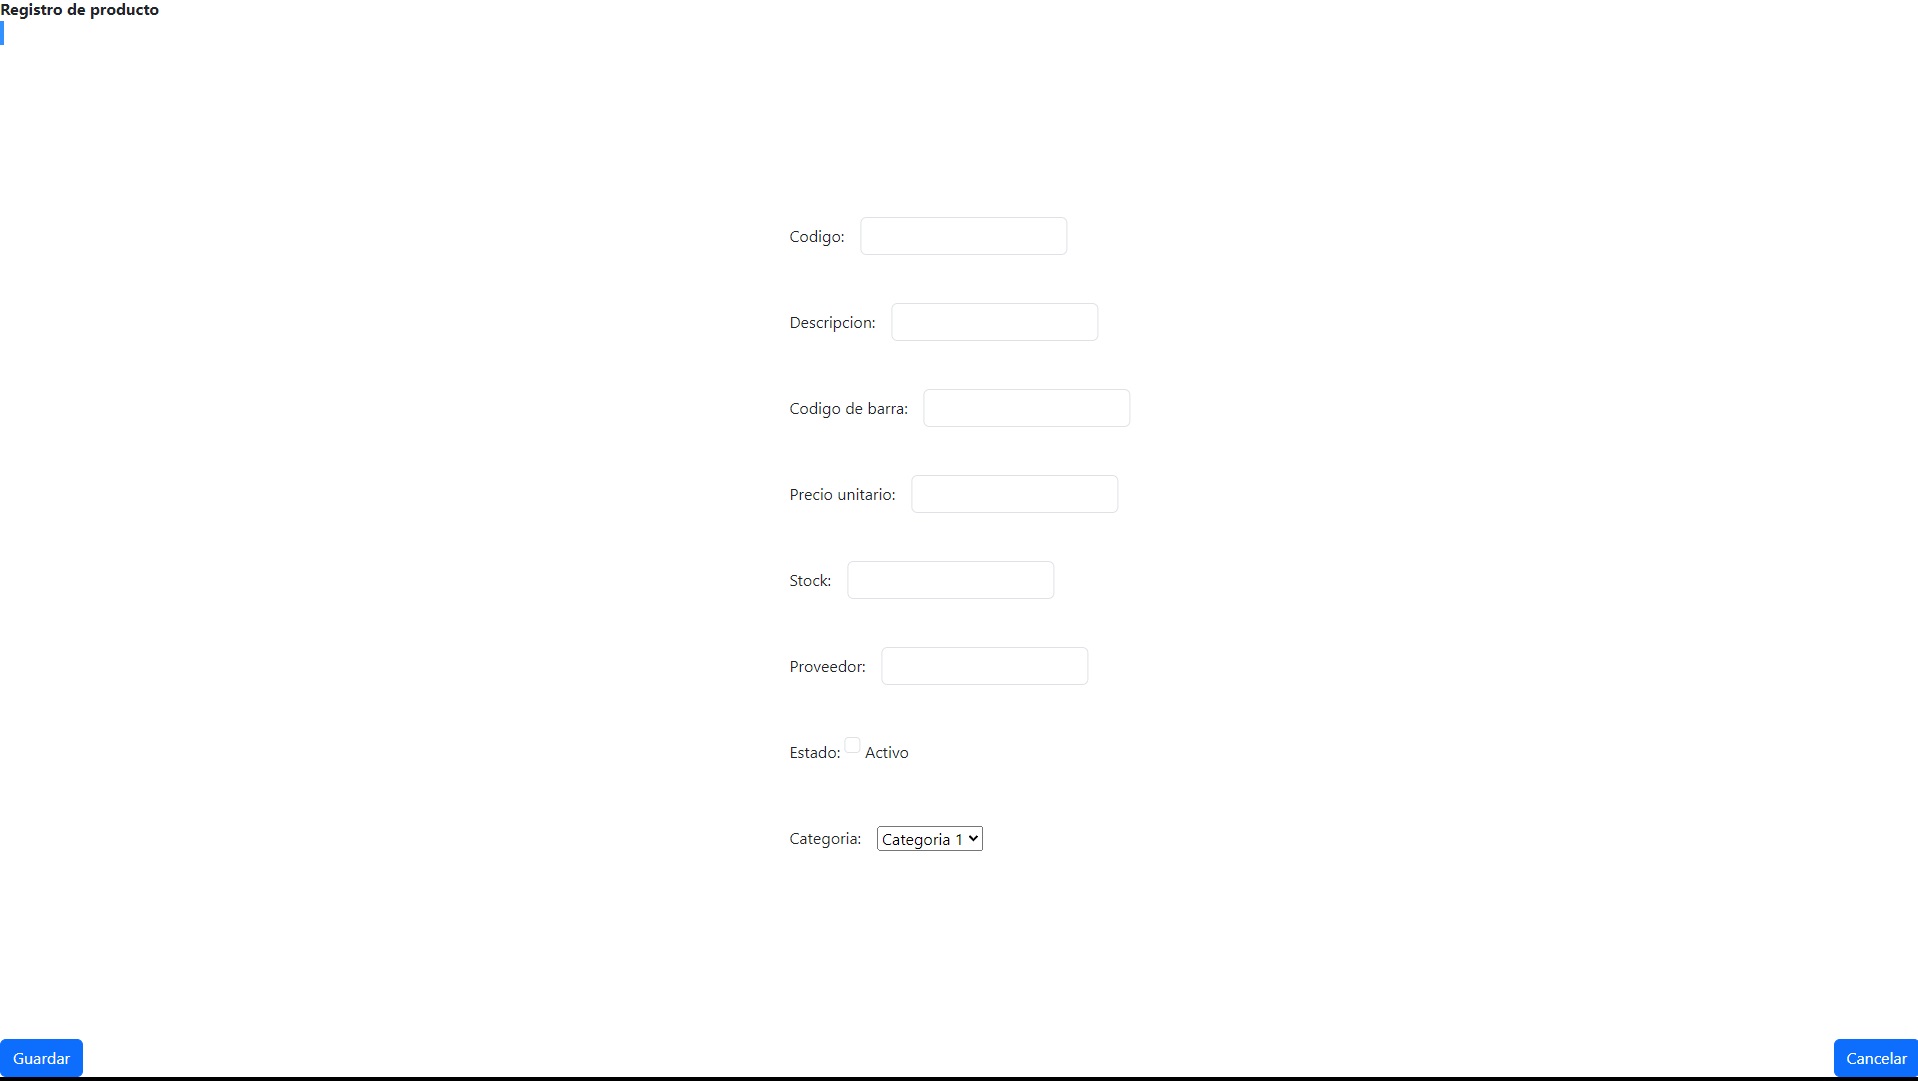 Registro de producto
Codigo:
Descripcion:
Codigo de barra:
Precio unitario:
Stock:
Proveedor:
Estado: Activo
Categoria: Categoria 1
Guardar Cancelar